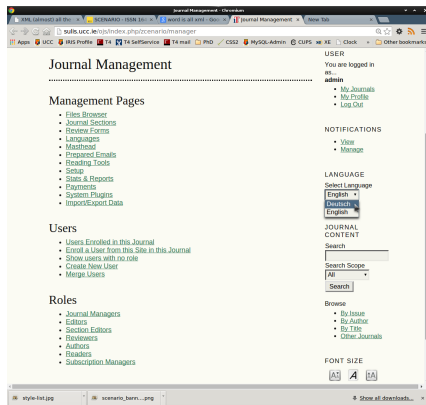 Journal Management - Chromium
XML (almost) all the
SCENARIO - ISSN 10
word is all xml - Goo
Journal Management
New Tab
sulis.ucc.ie/ojs/index.php/scenario/manager
Apps
UCC
IRIS Profile
T4
T4 SelfService
T4 mail
PhD
CSS2
MySQL-Admin
CUPS
XE
Clock
»
Other bookmarks
Journal Management
Management Pages
Files Browser
Journal Sections
Review Forms
Languages
Masthead
Prepared Emails
Reading Tools
Setup
Stats & Reports
Payments
System Plugins
Import/Export Data
Users
Users Enrolled in this Journal
Enroll a User from this Site in this Journal
Show users with no role
Create New User
Merge Users
Roles
Journal Managers
Editors
Section Editors
Reviewers
Authors
Readers
Subscription Managers
USER
You are logged in
as...
admin
My Journals
My Profile
Log Out
NOTIFICATIONS
View
Manage
LANGUAGE
Select Language
English
Deutsch
English
JOURNAL
CONTENT
Search
Search Scope
All
Search
Browse
By Issue
By Author
By Title
Other Journals
FONT SIZE
A A A
style-list.jpg
scenario_bann....png
Show all downloads...